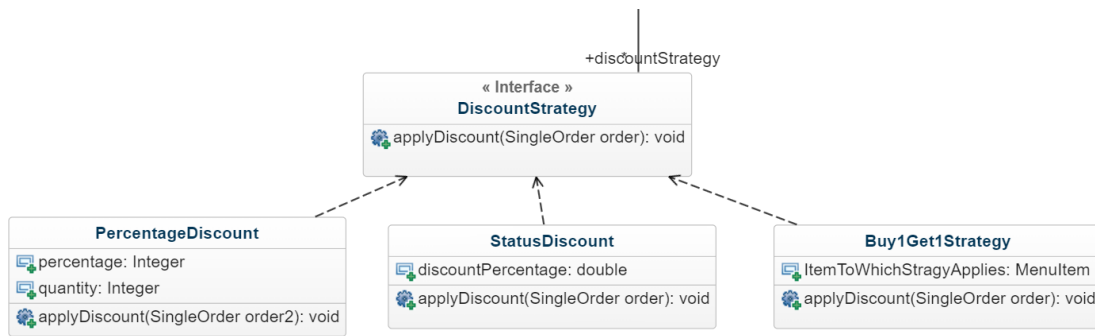 +discountStrategy
*
« Interface »
DiscountStrategy
applyDiscount(SingleOrder order): void
PercentageDiscount
percentage: Integer
quantity: Integer
applyDiscount(SingleOrder order2): void
StatusDiscount
discountPercentage: double
applyDiscount(SingleOrder order): void
Buy1Get1Strategy
ItemToWhichStragyApplies: MenuItem
applyDiscount(SingleOrder order): void